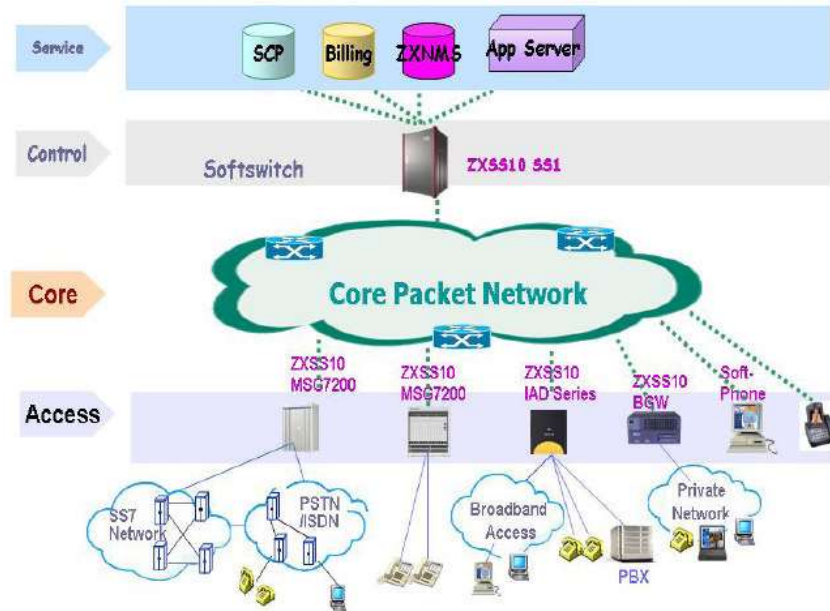 Service
SCP
Billing
ZXNMS
App Server
Control
Softswitch
ZXSS10 SS1
Core
Core Packet Network
ZXSS10
MSG7200
ZXSS10
MSG7200
ZXSS10
IAD Series
ZXSS10
BGW
Soft-
Phone
Access
SS7
Network
PSTN
/ISDN
Broadband
Access
PBX
Private
Network